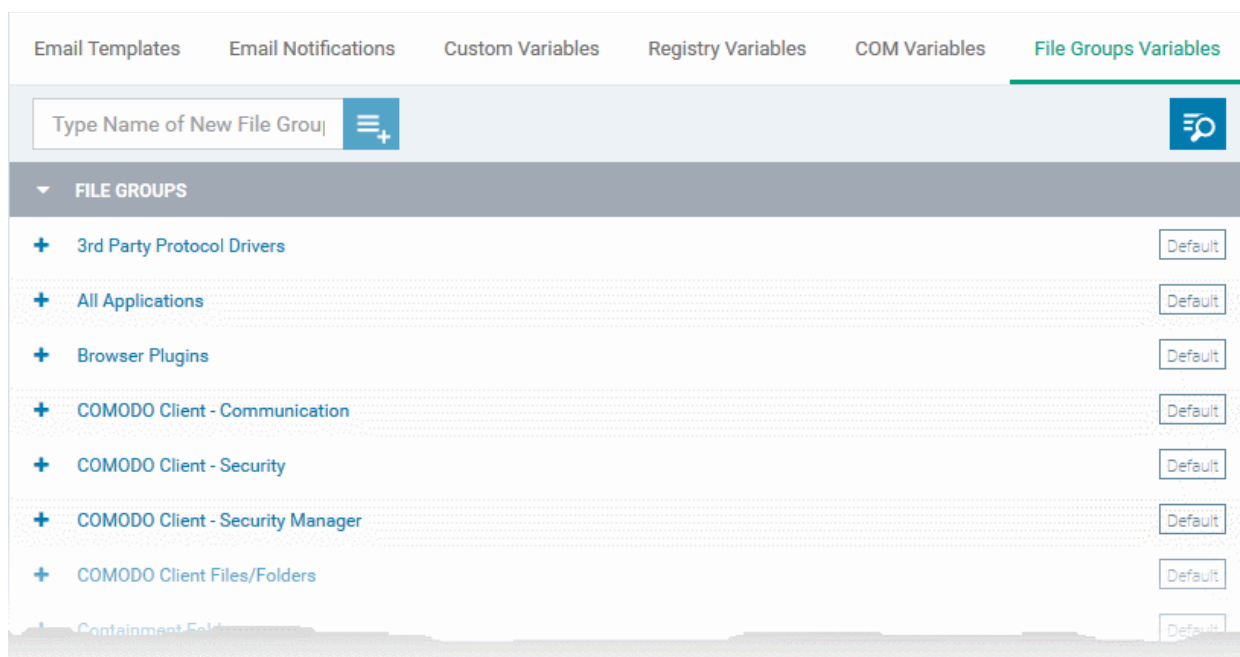 Email Templates Email Notifications Custom Variables Registry Variables COM Variables File Groups Variables
Type Name of New File Grou
FILE GROUPS
3rd Party Protocol Drivers Default
All Applications Default
Browser Plugins Default
COMODO Client - Communication Default
COMODO Client - Security Default
COMODO Client - Security Manager Default
COMODO Client Files/Folders Default
Containment Default